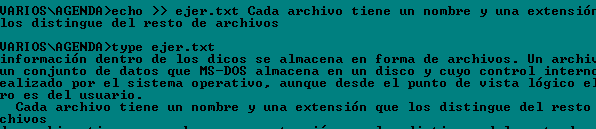 VARIOS\AGENDA>echo >> ejer.txt Cada archivo tiene un nombre y una extensión
los distingue del resto de archivos
VARIOS\AGENDA>type ejer.txt
información dentro de los dicos se almacena en forma de archivos. Un archiv
un conjunto de datos que MS-DOS almacena en un disco y cuyo control interno
ealizado por el sistema operativo, aunque desde el punto de vista lógico el
ro es del usuario.
Cada archivo tiene un nombre y una extensión que los distingue del resto
chivos